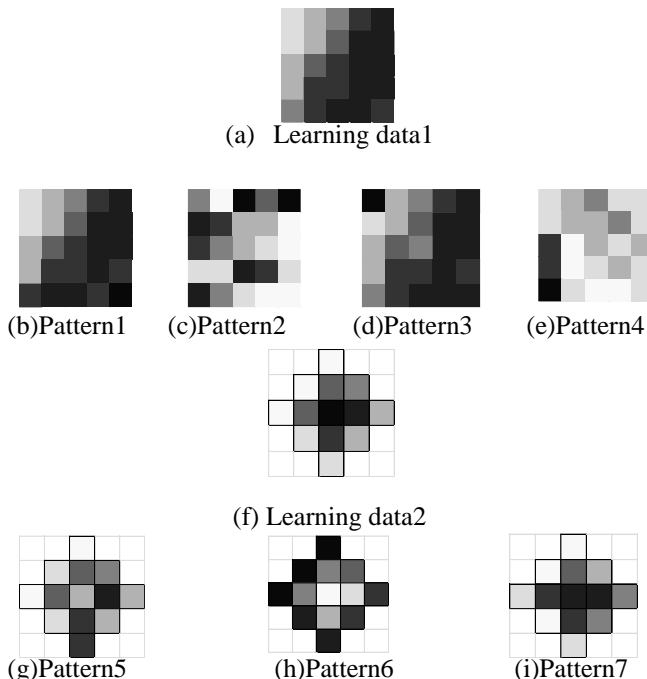 (a) Learning data1
(b)Pattern1 (c)Pattern2 (d)Pattern3 (e)Pattern4
(f) Learning data2
(g)Pattern5 (h)Pattern6 (i)Pattern7